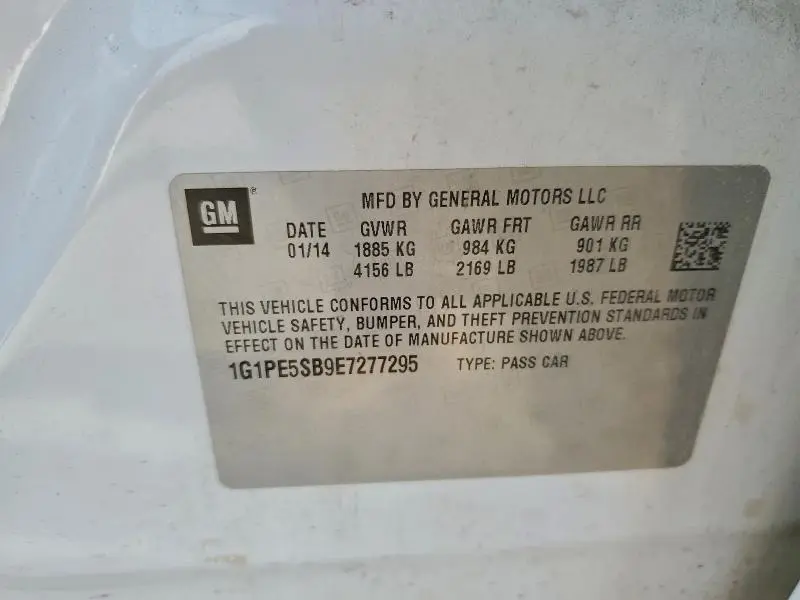 GM ® MFD BY GENERAL MOTORS LLC
DATE GVWR GAWR FRT GAWR RR
01/14 1885 KG 984 KG 901 KG
4156 LB 2169 LB 1987 LB
THIS VEHICLE CONFORMS TO ALL APPLICABLE U.S. FEDERAL MOTOR
VEHICLE SAFETY, BUMPER, AND THEFT PREVENTION STANDARDS IN
EFFECT ON THE DATE OF MANUFACTURE SHOWN ABOVE.
1G1PE5SB9E7277295 TYPE: PASS CAR